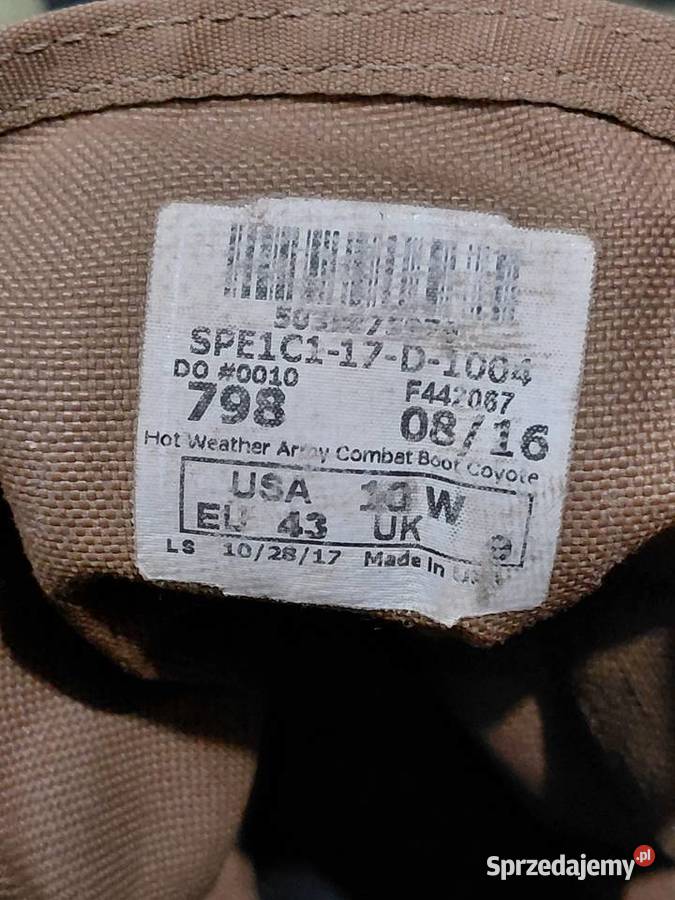 SPE1C1-17-D-1004
DO #0010 F442067
798 08/16
Hot Weather Army Combat Boot Coyote
USA 10 W
EU 43 UK 9
LS 10/28/17 Made in
Sprzedajemy.pl